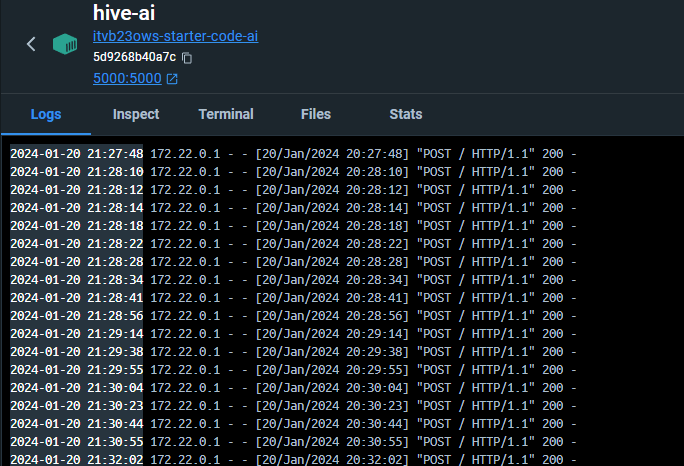 hive-ai
itvb23ows-starter-code-ai
5d9268b40a7c
5000:5000
Logs Inspect Terminal Files Stats
2024-01-20 21:27:48 172.22.0.1 - - [20/Jan/2024 20:27:48] "POST / HTTP/1.1" 200 -
2024-01-20 21:28:10 172.22.0.1 - - [20/Jan/2024 20:28:10] "POST / HTTP/1.1" 200 -
2024-01-20 21:28:12 172.22.0.1 - - [20/Jan/2024 20:28:12] "POST / HTTP/1.1" 200 -
2024-01-20 21:28:14 172.22.0.1 - - [20/Jan/2024 20:28:14] "POST / HTTP/1.1" 200 -
2024-01-20 21:28:18 172.22.0.1 - - [20/Jan/2024 20:28:18] "POST / HTTP/1.1" 200 -
2024-01-20 21:28:22 172.22.0.1 - - [20/Jan/2024 20:28:22] "POST / HTTP/1.1" 200 -
2024-01-20 21:28:28 172.22.0.1 - - [20/Jan/2024 20:28:28] "POST / HTTP/1.1" 200 -
2024-01-20 21:28:34 172.22.0.1 - - [20/Jan/2024 20:28:34] "POST / HTTP/1.1" 200 -
2024-01-20 21:28:41 172.22.0.1 - - [20/Jan/2024 20:28:41] "POST / HTTP/1.1" 200 -
2024-01-20 21:28:56 172.22.0.1 - - [20/Jan/2024 20:28:56] "POST / HTTP/1.1" 200 -
2024-01-20 21:29:14 172.22.0.1 - - [20/Jan/2024 20:29:14] "POST / HTTP/1.1" 200 -
2024-01-20 21:29:38 172.22.0.1 - - [20/Jan/2024 20:29:38] "POST / HTTP/1.1" 200 -
2024-01-20 21:29:55 172.22.0.1 - - [20/Jan/2024 20:29:55] "POST / HTTP/1.1" 200 -
2024-01-20 21:30:04 172.22.0.1 - - [20/Jan/2024 20:30:04] "POST / HTTP/1.1" 200 -
2024-01-20 21:30:23 172.22.0.1 - - [20/Jan/2024 20:30:23] "POST / HTTP/1.1" 200 -
2024-01-20 21:30:44 172.22.0.1 - - [20/Jan/2024 20:30:44] "POST / HTTP/1.1" 200 -
2024-01-20 21:30:55 172.22.0.1 - - [20/Jan/2024 20:30:55] "POST / HTTP/1.1" 200 -
2024-01-20 21:32:02 172.22.0.1 - - [20/Jan/2024 20:32:02] "POST / HTTP/1.1" 200 -